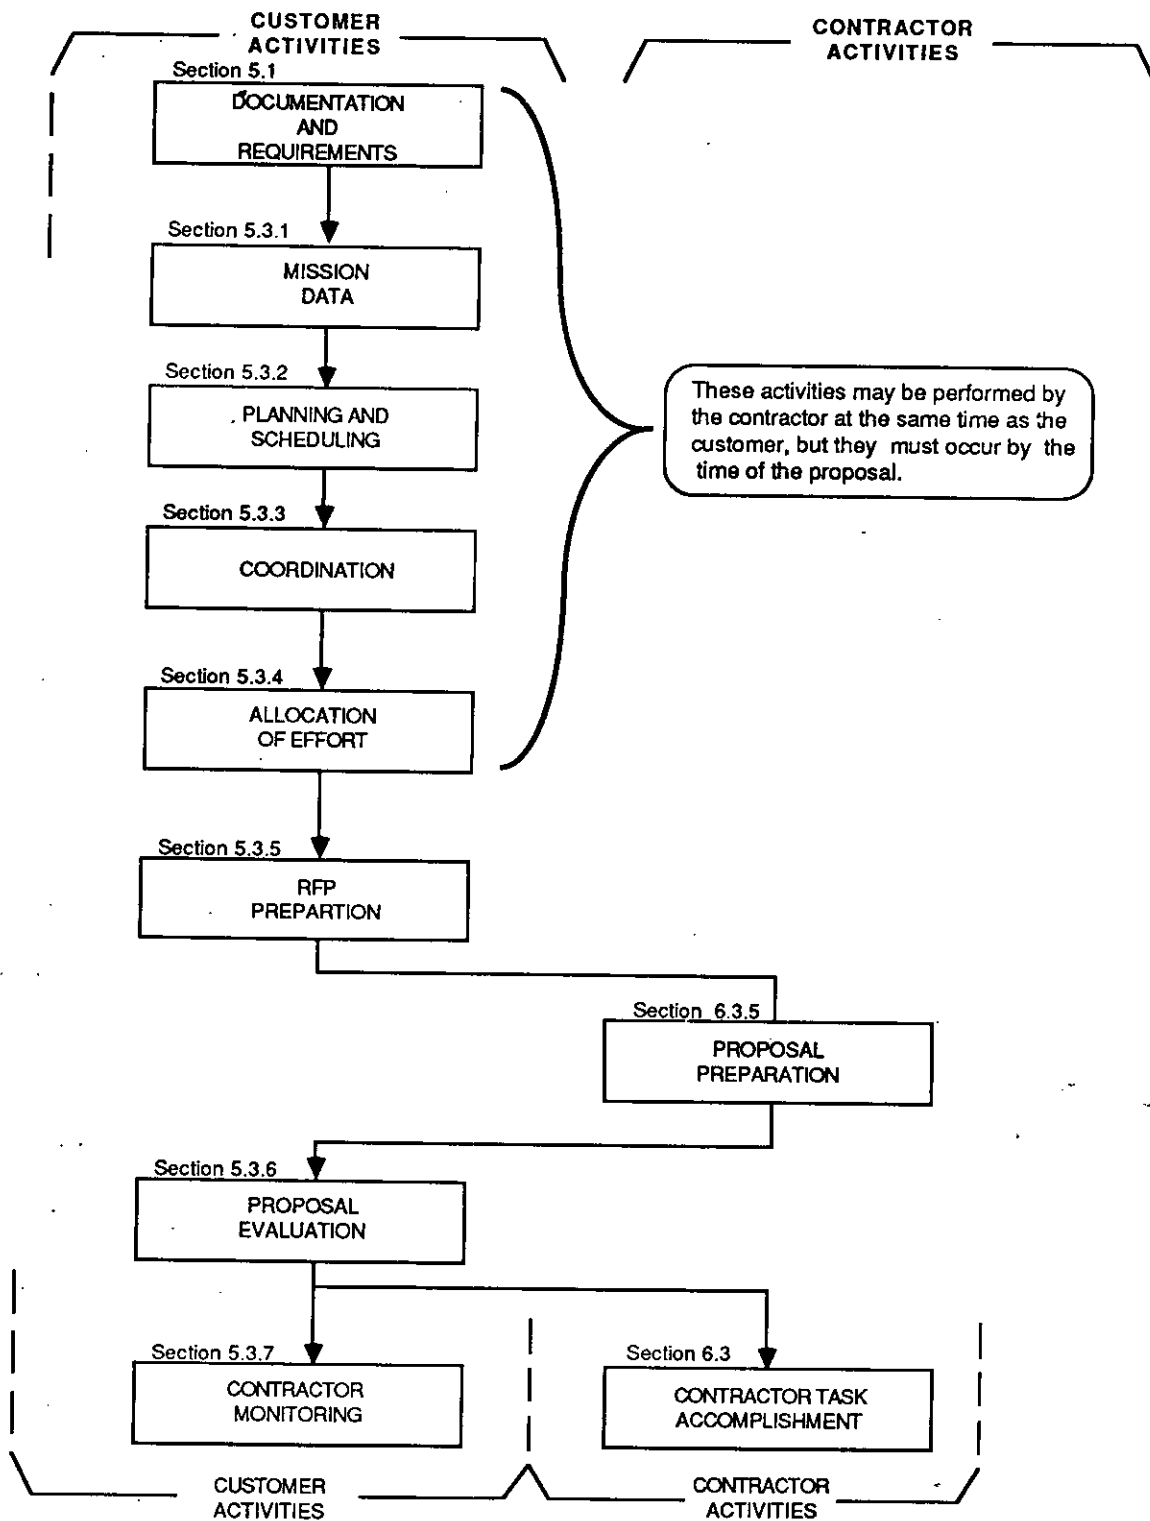 CUSTOMER
ACTIVITIES
CONTRACTOR
ACTIVITIES
Section 5.1
DOCUMENTATION
AND
REQUIREMENTS
Section 5.3.1
MISSION
DATA
Section 5.3.2
PLANNING AND
SCHEDULING
These activities may be performed by
the contractor at the same time as the
customer, but they must occur by the
time of the proposal.
Section 5.3.3
COORDINATION
Section 5.3.4
ALLOCATION
OF EFFORT
Section 5.3.5
RFP
PREPARTION
Section 6.3.5
PROPOSAL
PREPARATION
Section 5.3.6
PROPOSAL
EVALUATION
Section 5.3.7
CONTRACTOR
MONITORING
Section 6.3
CONTRACTOR TASK
ACCOMPLISHMENT
CUSTOMER
ACTIVITIES
CONTRACTOR
ACTIVITIES